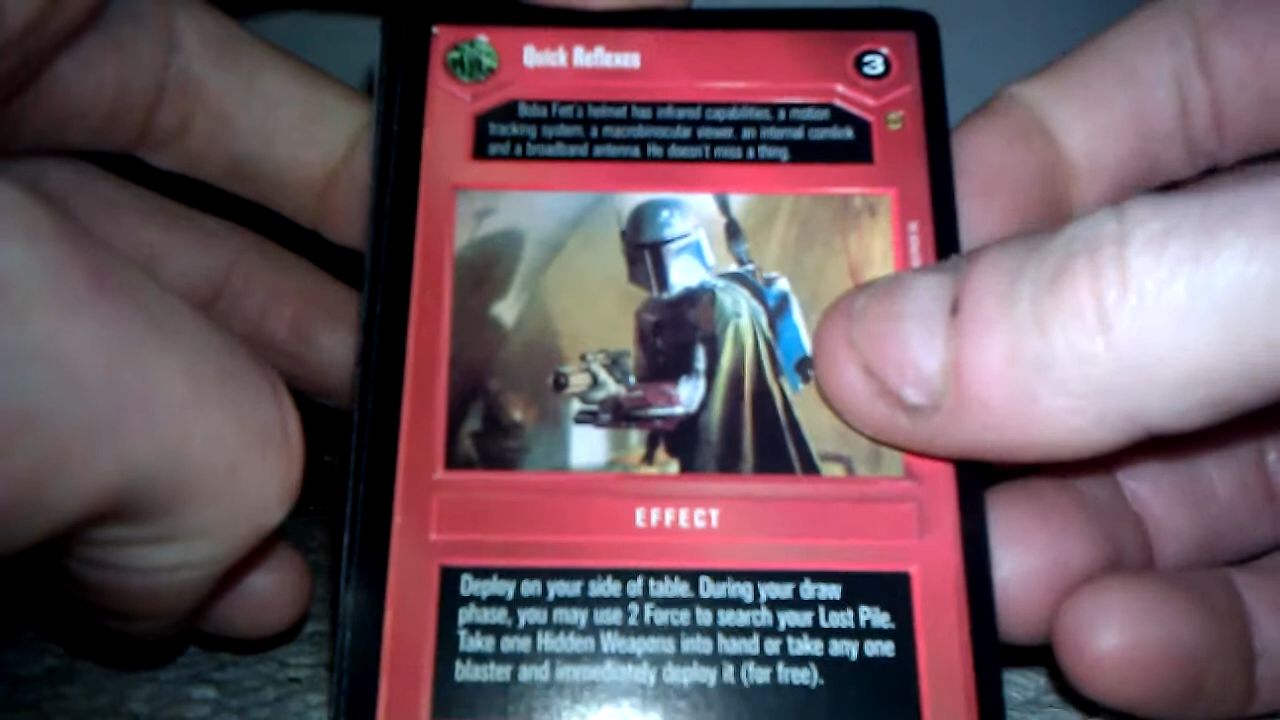 Quick Reflexes
3
Boba Fett's helmet has infrared capabilities, a motion
tracking system, a macrobinocular viewer, an internal comlink
and a broadband antenna. He doesn't miss a thing.
EFFECT
Deploy on your side of table. During your draw
phase, you may use 2 Force to search your Lost Pile.
Take one Hidden Weapons into hand or take any one
blaster and immediately deploy it (for free).